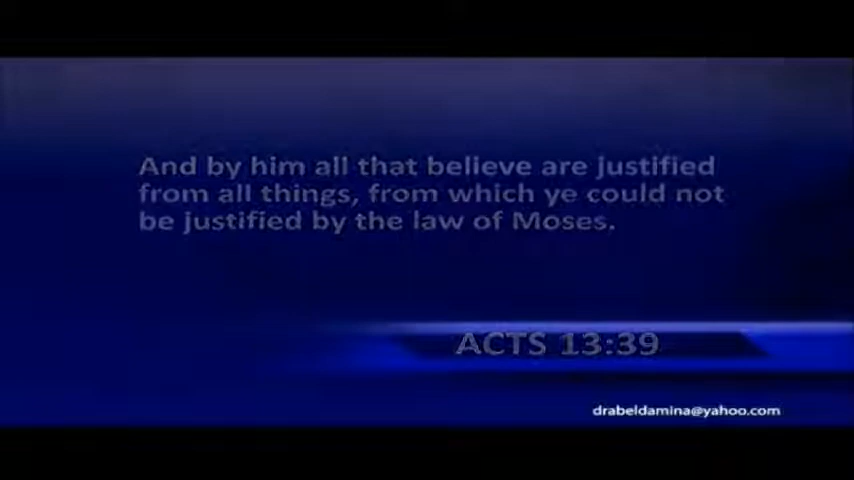 And by him all that believe are justified
from all things, from which ye could not
be justified by the law of Moses.
ACTS 13:39
drabeldamina@yahoo.com